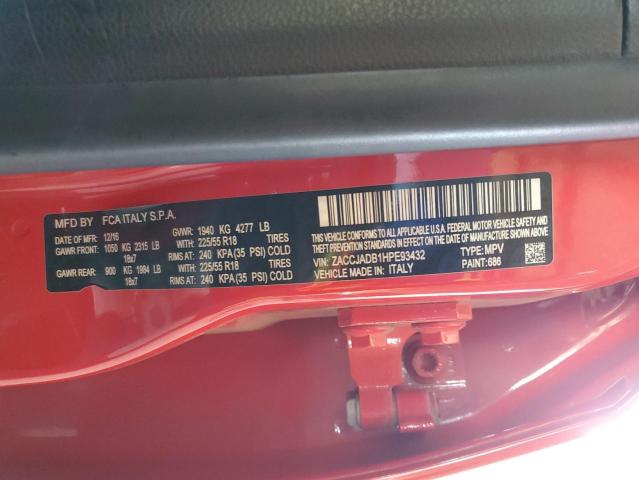 MFD BY FCA ITALY S.P.A.
DATE OF MFR: 12/16 GVWR: 1940 KG 4277 LB
GAWR FRONT: 1050 KG 2315 LB WITH: 225/55 R18 TIRES
18x7 RIMS AT: 240 KPA(35 PSI) COLD
GAWR REAR: 900 KG 1984 LB WITH: 225/55 R18 TIRES
18x7 RIMS AT: 240 KPA(35 PSI) COLD
THIS VEHICLE CONFORMS TO ALL APPLICABLE U.S.A.
FEDERAL MOTOR VEHICLE SAFETY, BUMPER, AND
THEFT PREVENTION STANDARDS IN EFFECT ON
THE DATE OF MANUFACTURE SHOWN ABOVE.
VIN: ZACCJADB1HPE93432 TYPE: MPV
VEHICLE MADE IN: ITALY PAINT: 686